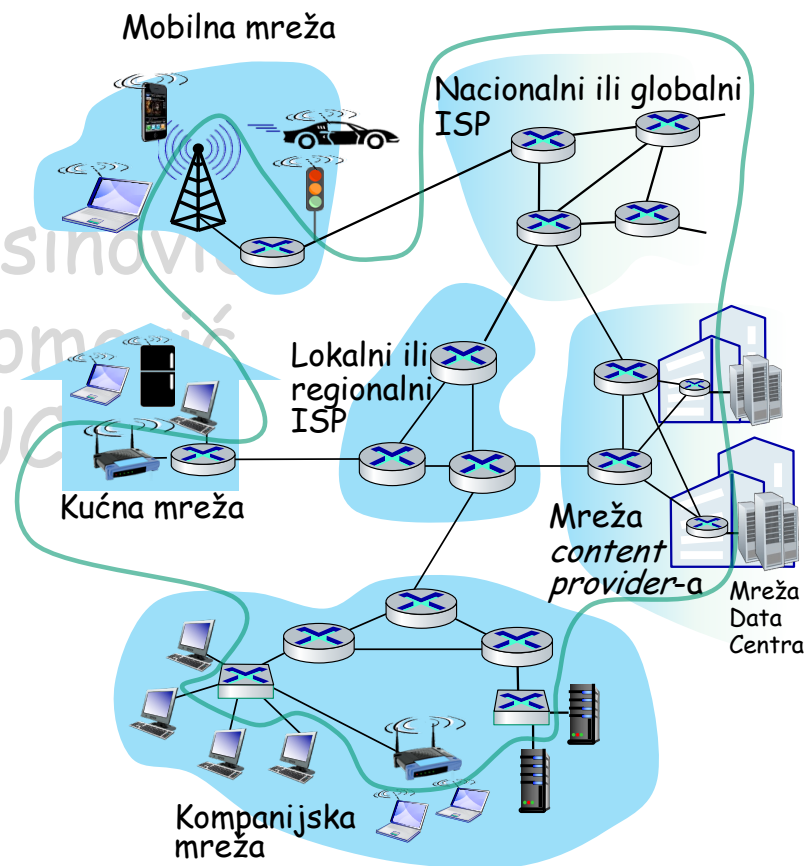 Mobilna mreža
Nacionalni ili globalni
ISP
Lokalni ili
regionalni
ISP
Kućna mreža
Mreža
content
provider-a
Mreža
Data
Centra
Kompanijska
mreža